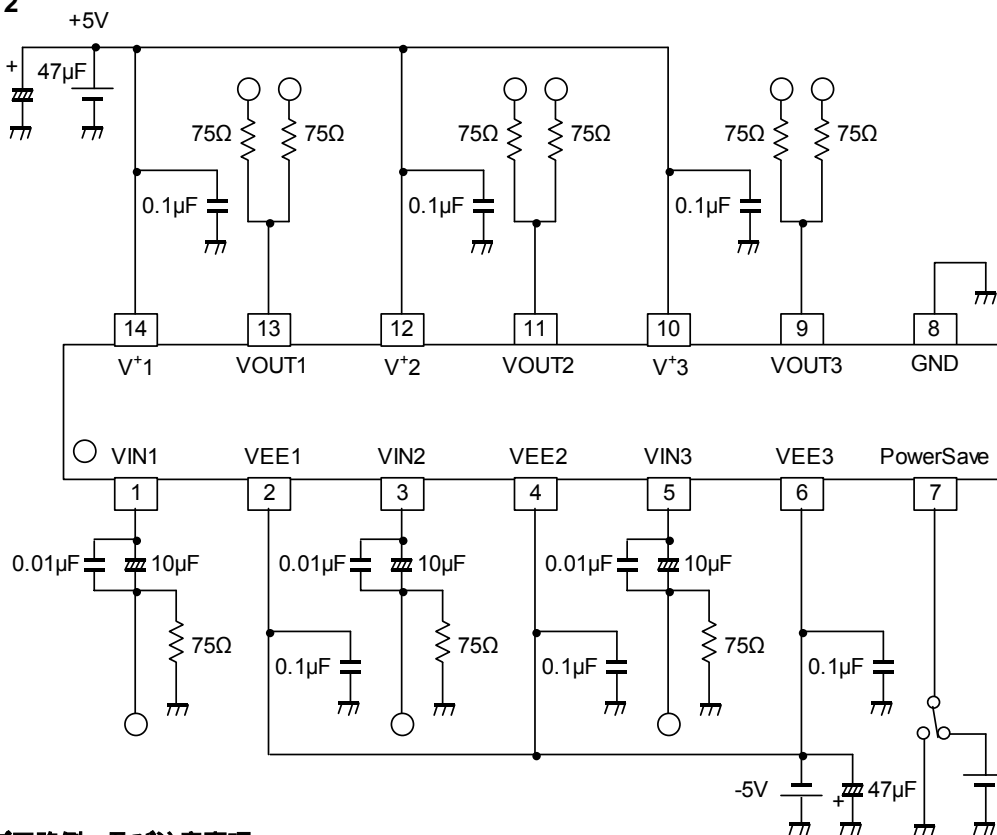 2
+5V
+
47µF
75Ω 75Ω 75Ω 75Ω 75Ω 75Ω
0.1µF 0.1µF 0.1µF
14 13 12 11 10 9 8
V+1 VOUT1 V+2 VOUT2 V+3 VOUT3 GND
VIN1 VEE1 VIN2 VEE2 VIN3 VEE3 PowerSave
1 2 3 4 5 6 7
0.01µF 10µF 0.01µF 10µF 0.01µF 10µF
75Ω 75Ω 75Ω
0.1µF 0.1µF 0.1µF
-5V + 47µF